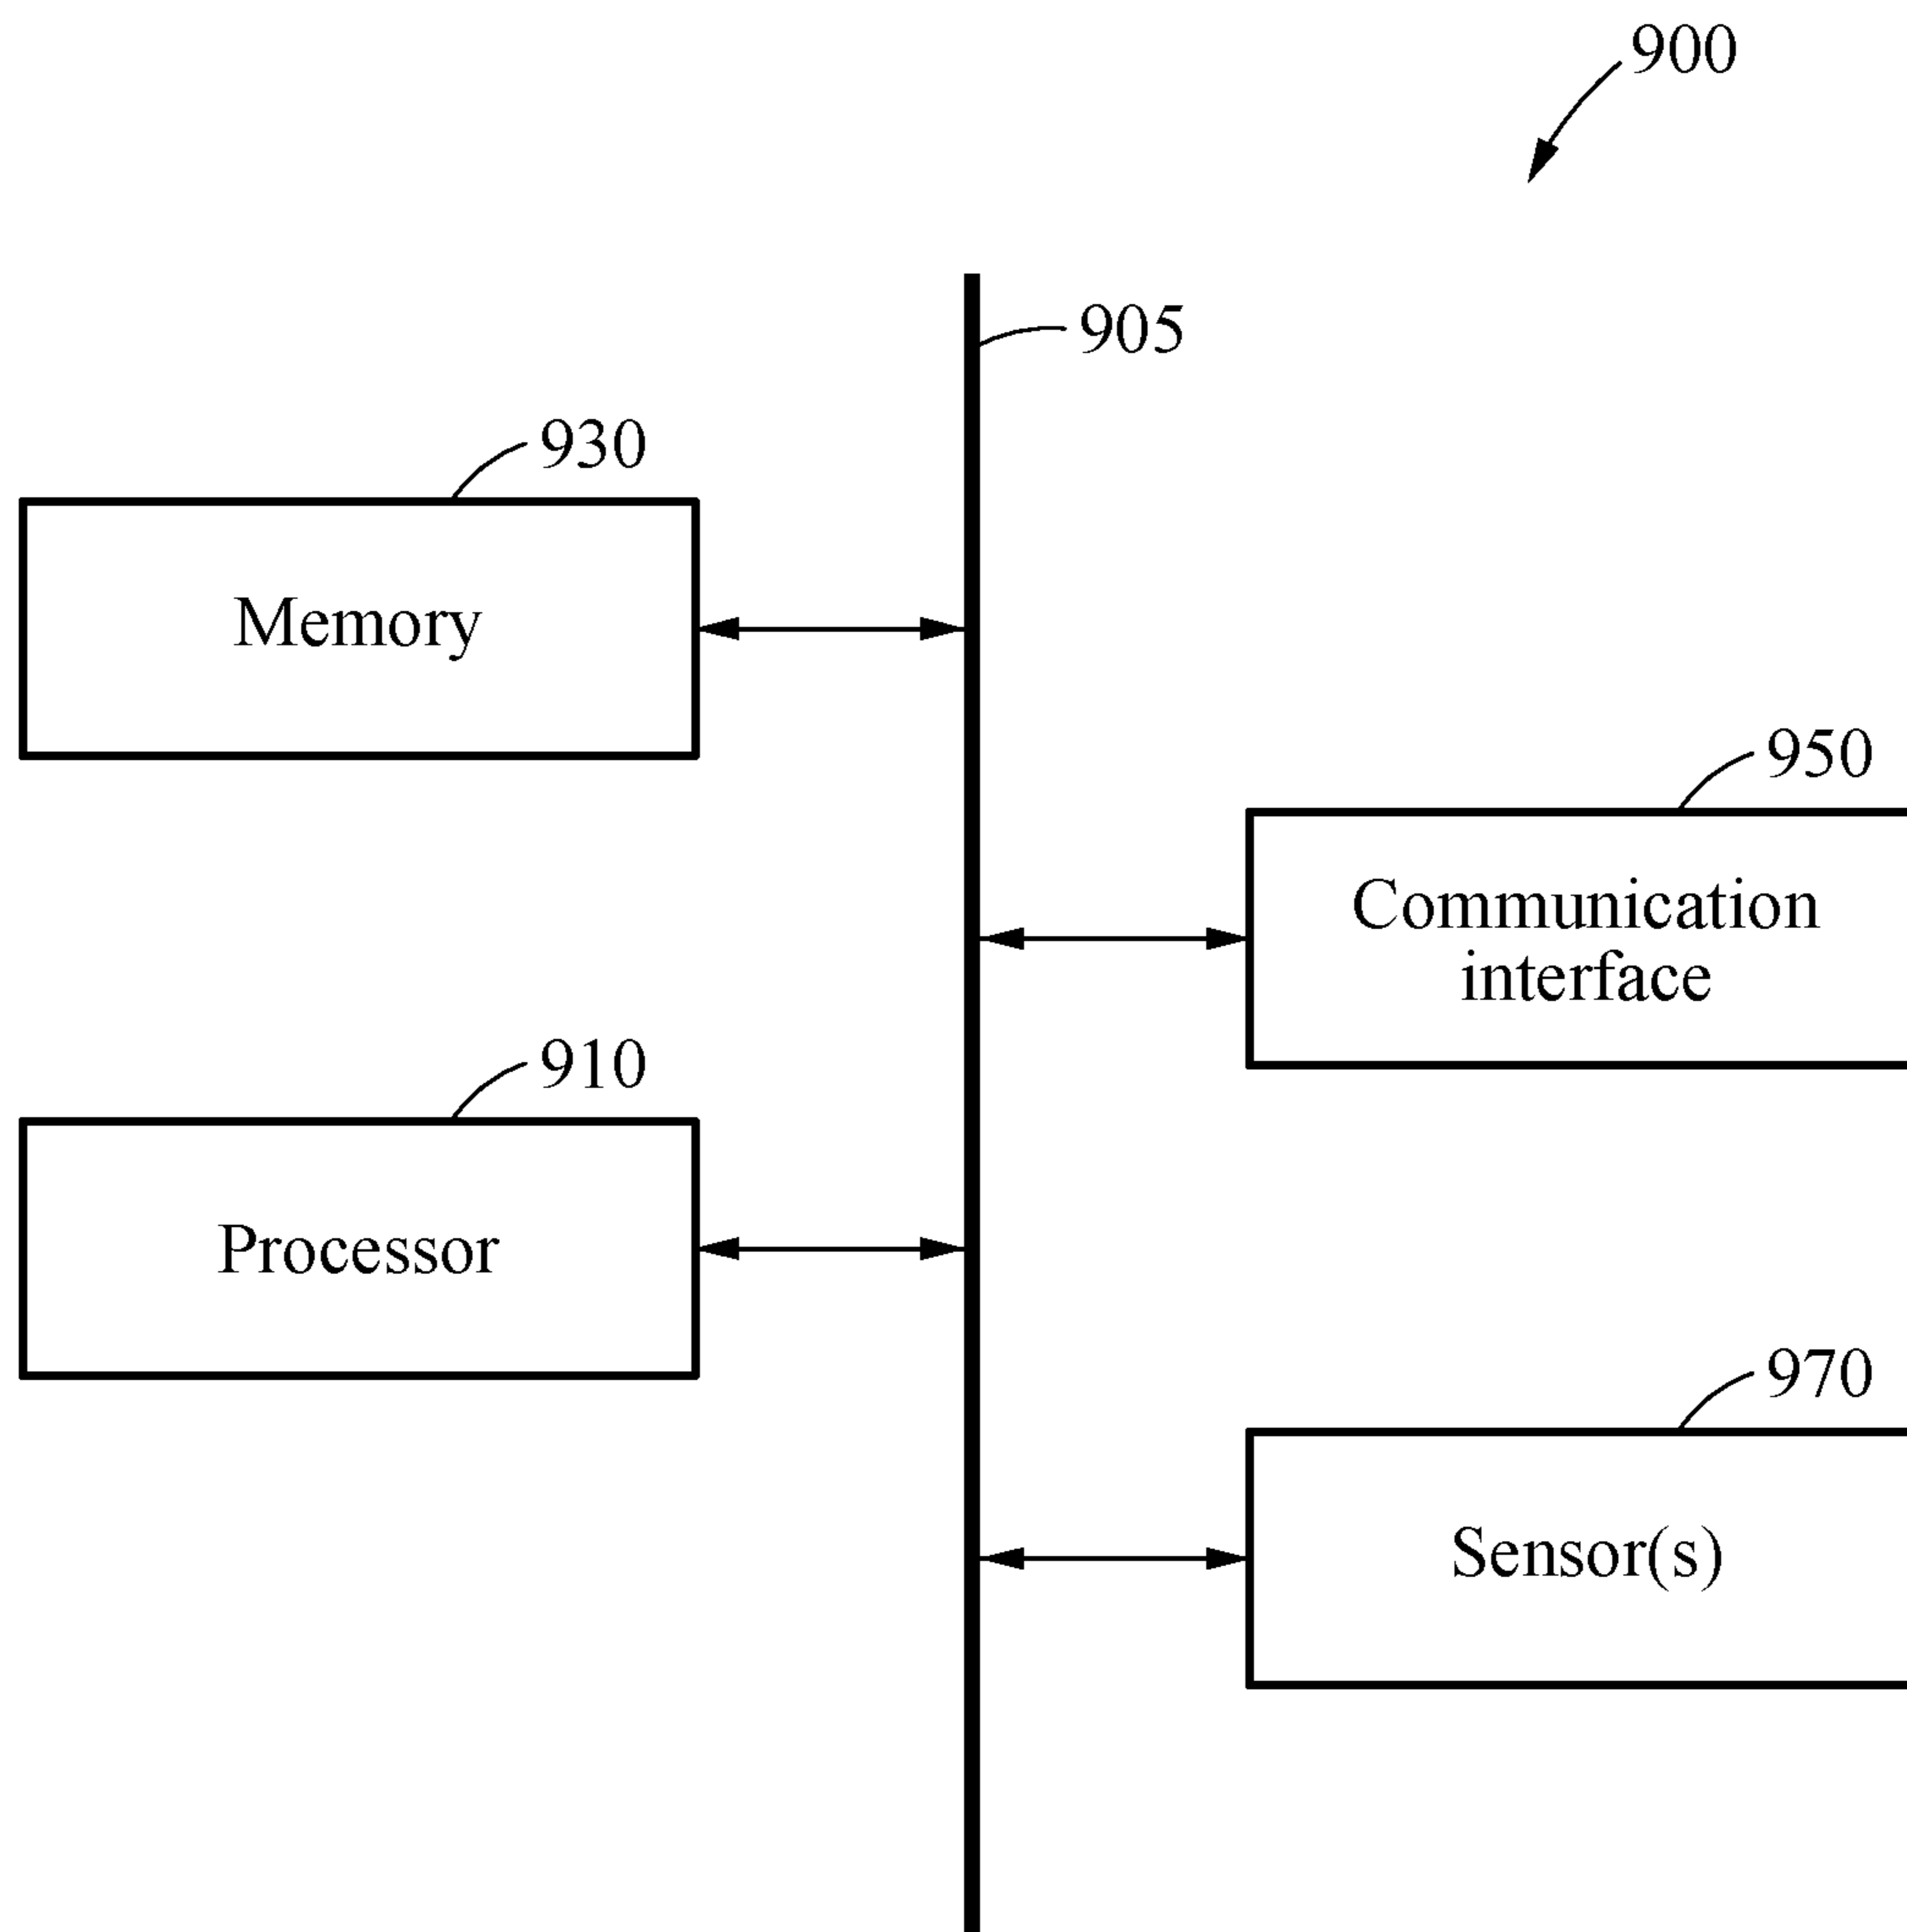 900
905
930
Memory
950
Communication
interface
910
Processor
970
Sensor(s)